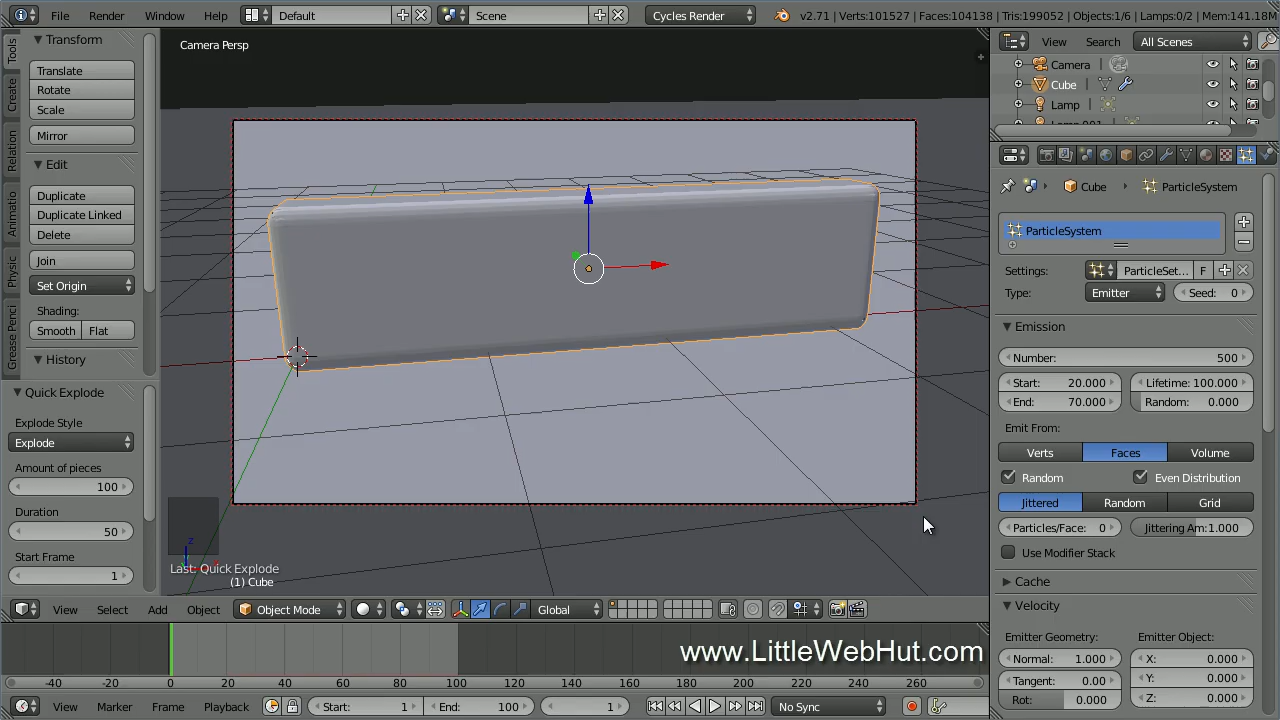 File Render Window Help Default Scene Cycles Render v2.71 | Verts:101527 | Faces:104138 | Tris:199052 | Objects:1/6 | Lamps:0/2 | Mem:141.18M
Tools
Create
Relation
Animatio
Physic
Grease Penci
Transform
Translate
Rotate
Scale
Mirror
Edit
Duplicate
Duplicate Linked
Delete
Join
Set Origin
Shading:
Smooth Flat
History
Quick Explode
Explode Style
Explode
Amount of pieces
100
Duration
50
Start Frame
1
Camera Persp
z
Last: Quick Explode
(1) Cube
View Select Add Object Object Mode Global
www.LittleWebHut.com
-40 -20 0 20 40 60 80 100 120 140 160 180 200 220 240 260
View Marker Frame Playback Start: 1 End: 100 1 No Sync
View Search All Scenes
Camera
Cube
Lamp
Lamp.001
Cube ParticleSystem
ParticleSystem
Settings: ParticleSet... F
Type: Emitter Seed: 0
Emission
Number: 500
Start: 20.000 Lifetime: 100.000
End: 70.000 Random: 0.000
Emit From:
Verts Faces Volume
Random Even Distribution
Jittered Random Grid
Particles/Face: 0 Jittering Am: 1.000
Use Modifier Stack
Cache
Velocity
Emitter Geometry: Emitter Object:
Normal: 1.000 X: 0.000
Tangent: 0.00 Y: 0.000
Rot: 0.000 Z: 0.000